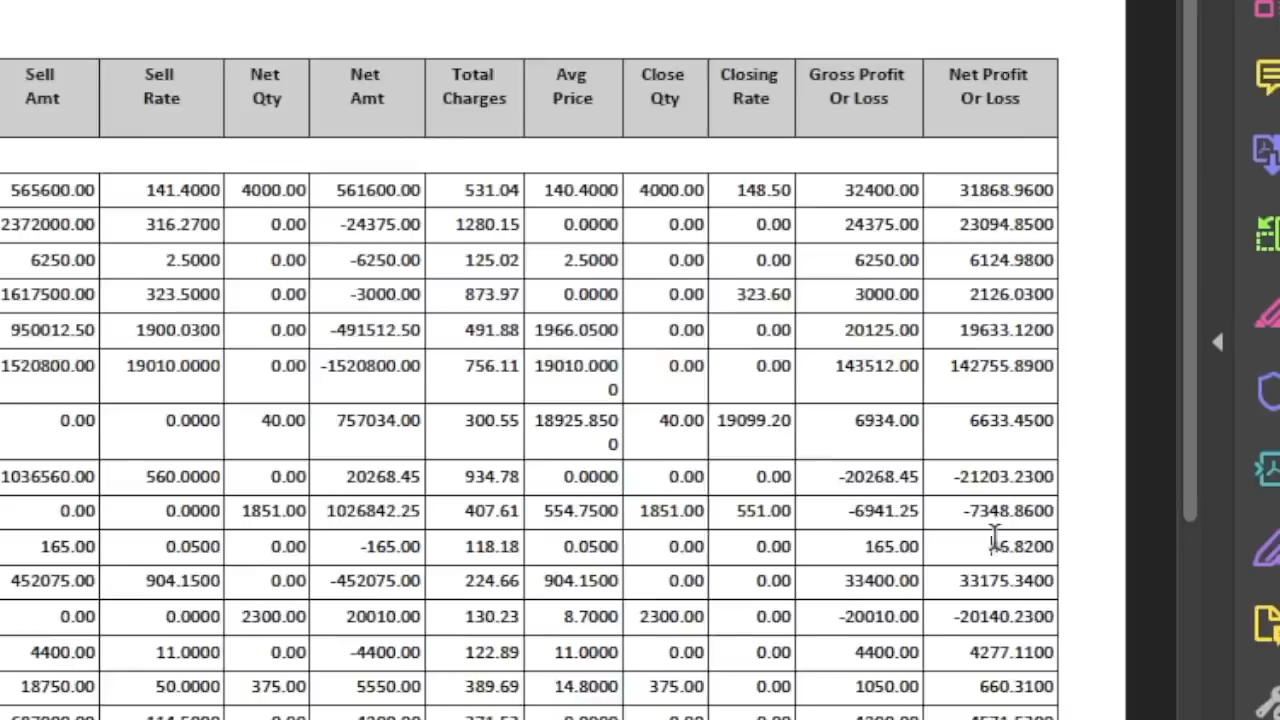 Sell Amt Sell Rate Net Qty Net Amt Total Charges Avg Price Close Qty Closing Rate Gross Profit Or Loss Net Profit Or Loss
565600.00 141.4000 4000.00 561600.00 531.04 140.4000 4000.00 148.50 32400.00 31868.9600
2372000.00 316.2700 0.00 -24375.00 1280.15 0.0000 0.00 0.00 24375.00 23094.8500
6250.00 2.5000 0.00 -6250.00 125.02 2.5000 0.00 0.00 6250.00 6124.9800
1617500.00 323.5000 0.00 -3000.00 873.97 0.0000 0.00 323.60 3000.00 2126.0300
950012.50 1900.0300 0.00 -491512.50 491.88 1966.0500 0.00 0.00 20125.00 19633.1200
1520800.00 19010.0000 0.00 -1520800.00 756.11 19010.0000 0.00 0.00 143512.00 142755.8900
0.00 0.0000 40.00 757034.00 300.55 18925.8500 40.00 19099.20 6934.00 6633.4500
1036560.00 560.0000 0.00 20268.45 934.78 0.0000 0.00 0.00 -20268.45 -21203.2300
0.00 0.0000 1851.00 1026842.25 407.61 554.7500 1851.00 551.00 -6941.25 -7348.8600
165.00 0.0500 0.00 -165.00 118.18 0.0500 0.00 0.00 165.00
452075.00 904.1500 0.00 -452075.00 224.66 904.1500 0.00 0.00 33400.00 33175.3400
0.00 0.0000 2300.00 20010.00 130.23 8.7000 2300.00 0.00 -20010.00 -20140.2300
4400.00 11.0000 0.00 -4400.00 122.89 11.0000 0.00 0.00 4400.00 4277.1100
18750.00 50.0000 375.00 5550.00 389.69 14.8000 375.00 0.00 1050.00 660.3100